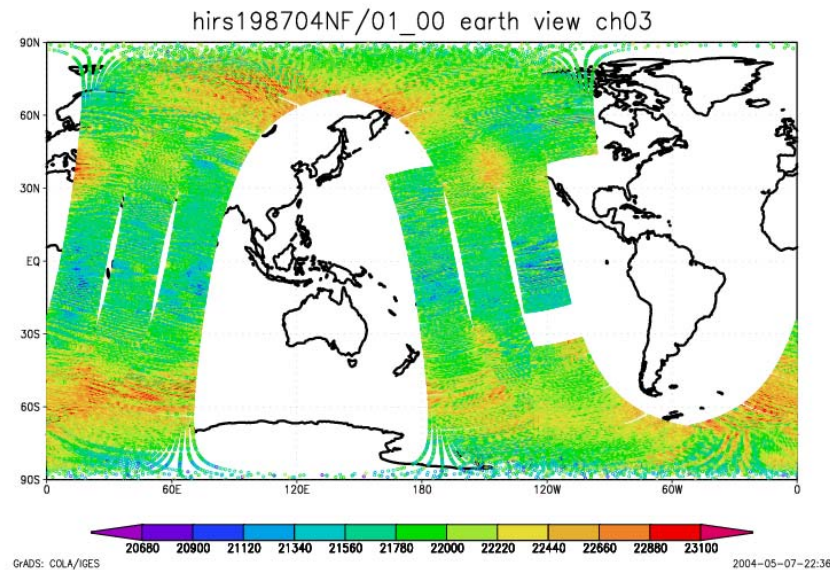 hirs198704NF/01_00 earth view ch03
90N
60N
30N
EQ
30S
60S
90S
0 60E 120E 180 120W 60W 0
20680 20900 21120 21340 21560 21780 22000 22220 22440 22660 22880 23100
GrADS: COLA/IGES 2004-05-07-22:36